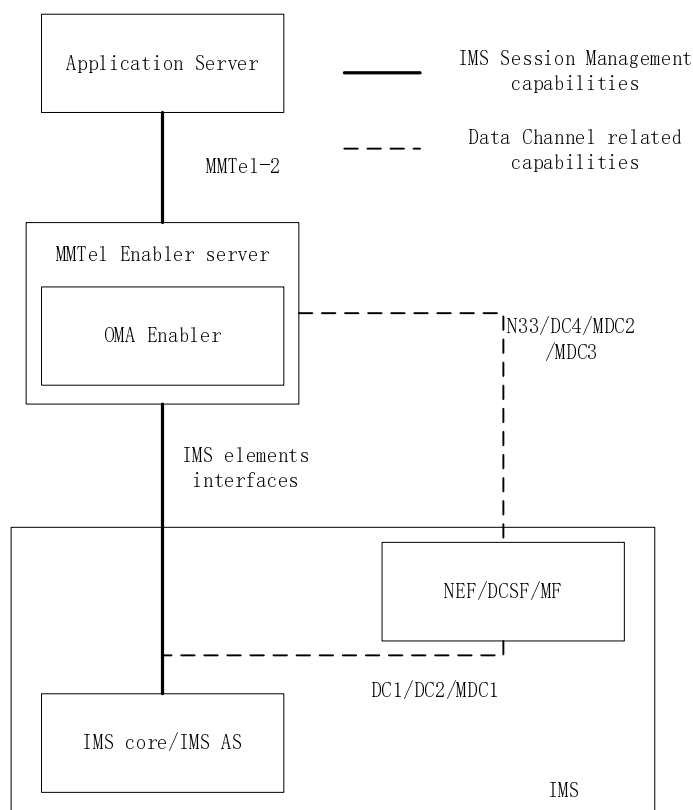 Application Server
IMS Session Management
capabilities
Data Channel related
capabilities
MMTel-2
MMTel Enabler server
OMA Enabler
N33/DC4/MDC2
/MDC3
IMS elements
interfaces
NEF/DCSF/MF
DC1/DC2/MDC1
IMS core/IMS AS
IMS